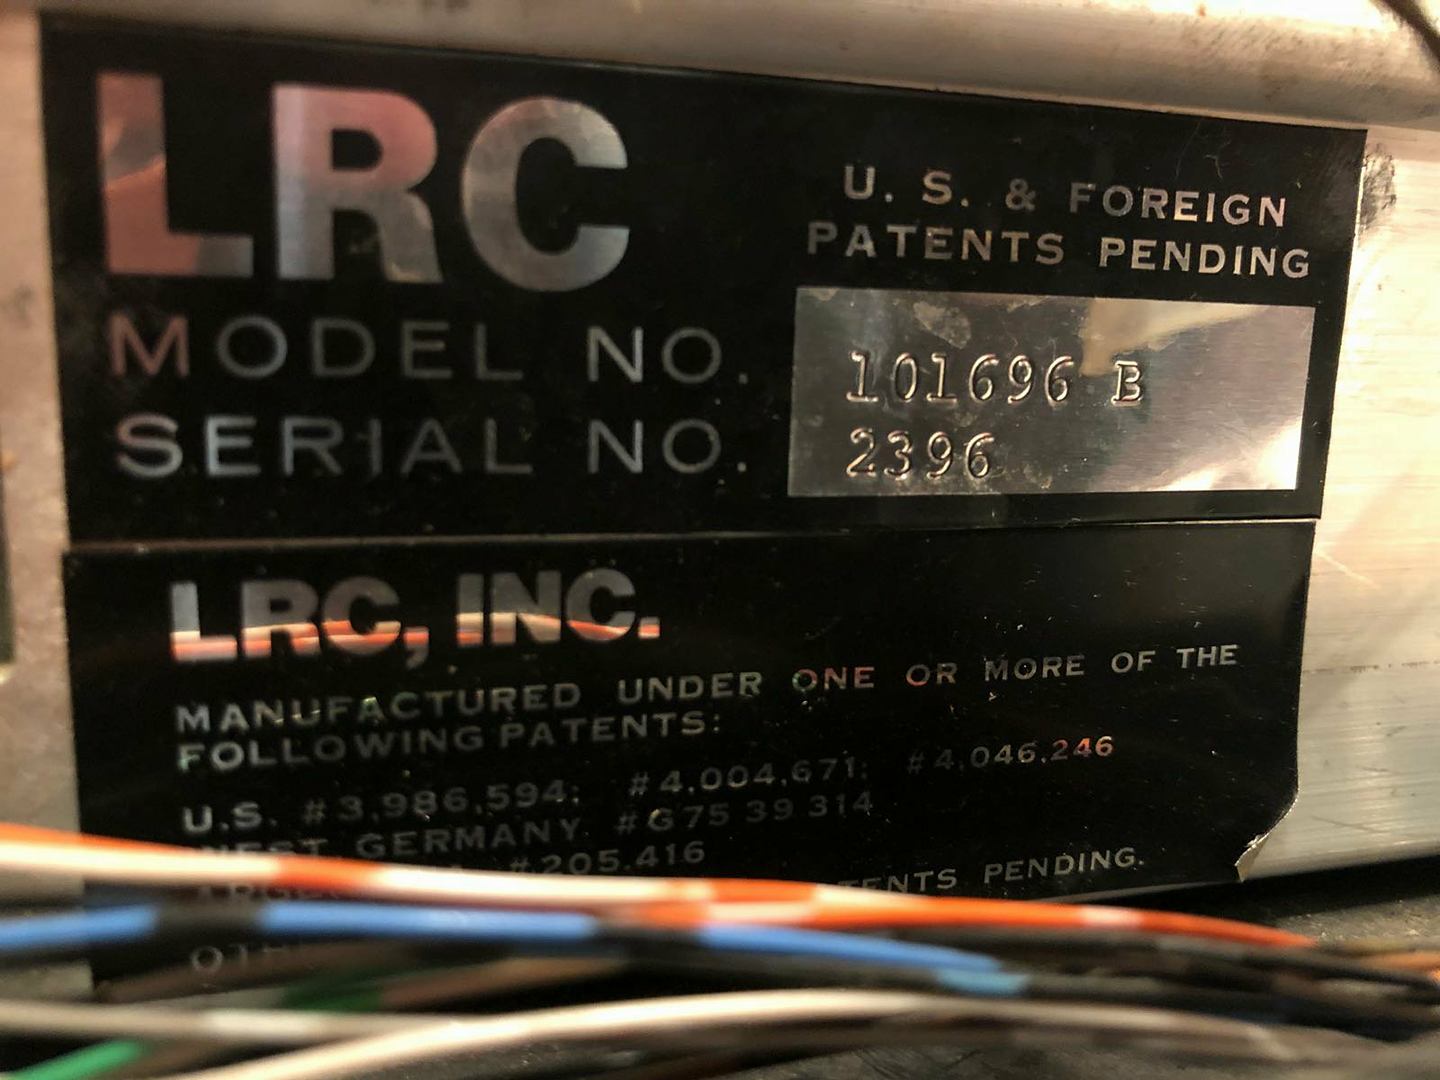 LRC
U. S. & FOREIGN
PATENTS PENDING
MODEL NO. 101696 B
SERIAL NO. 2396
LRC, INC.
MANUFACTURED UNDER ONE OR MORE OF THE
FOLLOWING PATENTS:
U.S. #3,986,594; #4,004,671; #4,046,246
WEST GERMANY #G75 39 314
#205.416
PENDING.